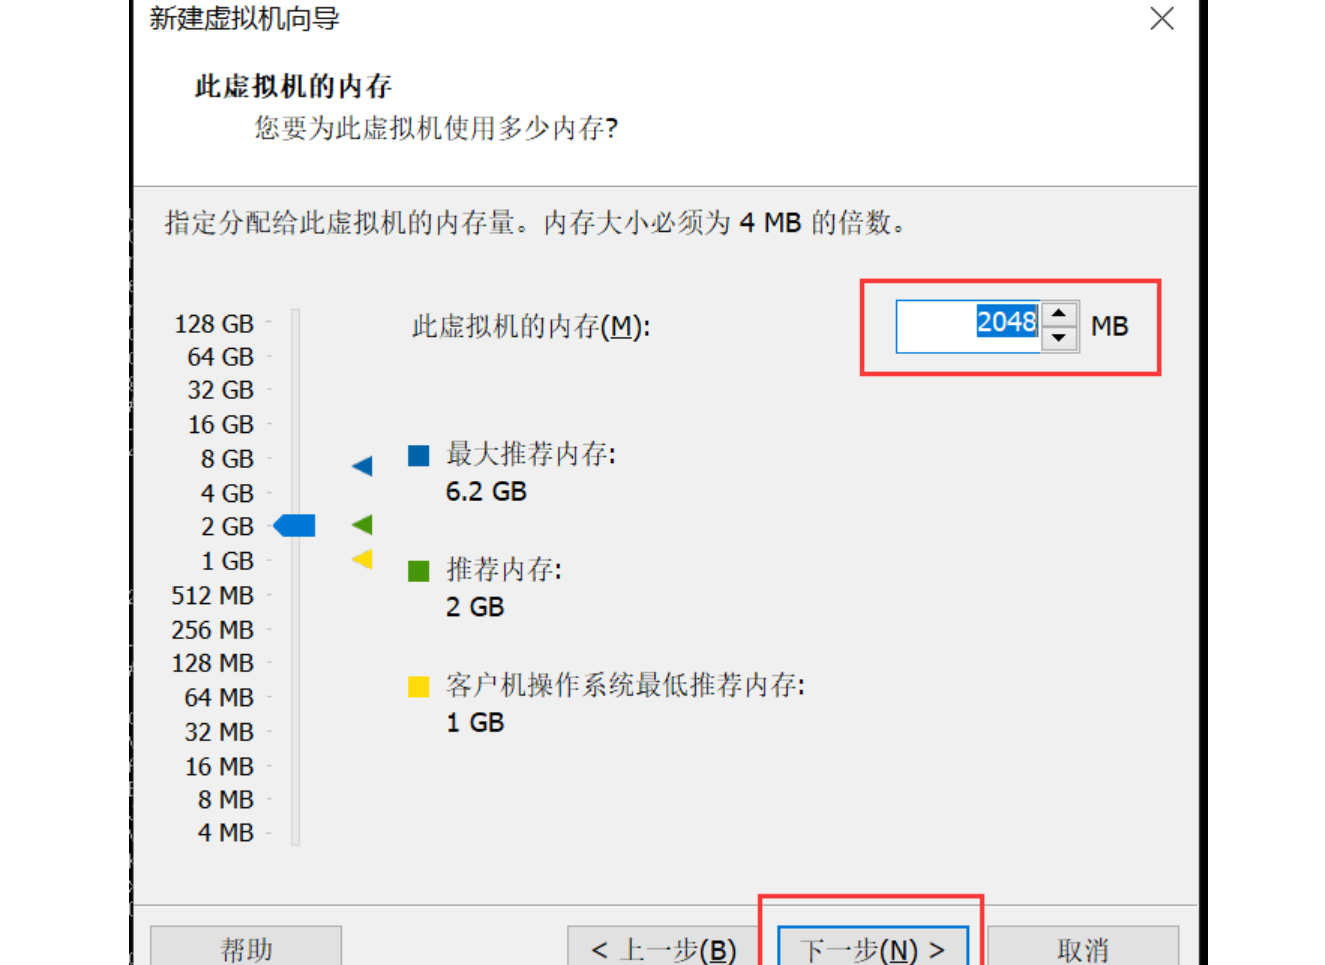 新建虚拟机向导
此虚拟机的内存
您要为此虚拟机使用多少内存?
指定分配给此虚拟机的内存量。内存大小必须为 4 MB 的倍数。
128 GB
64 GB
32 GB
16 GB
8 GB
4 GB
2 GB
1 GB
512 MB
256 MB
128 MB
64 MB
32 MB
16 MB
8 MB
4 MB
此虚拟机的内存(M):
2048 MB
最大推荐内存:
6.2 GB
推荐内存:
2 GB
客户机操作系统最低推荐内存:
1 GB
帮助
< 上一步(B)
下一步(N) >
取消